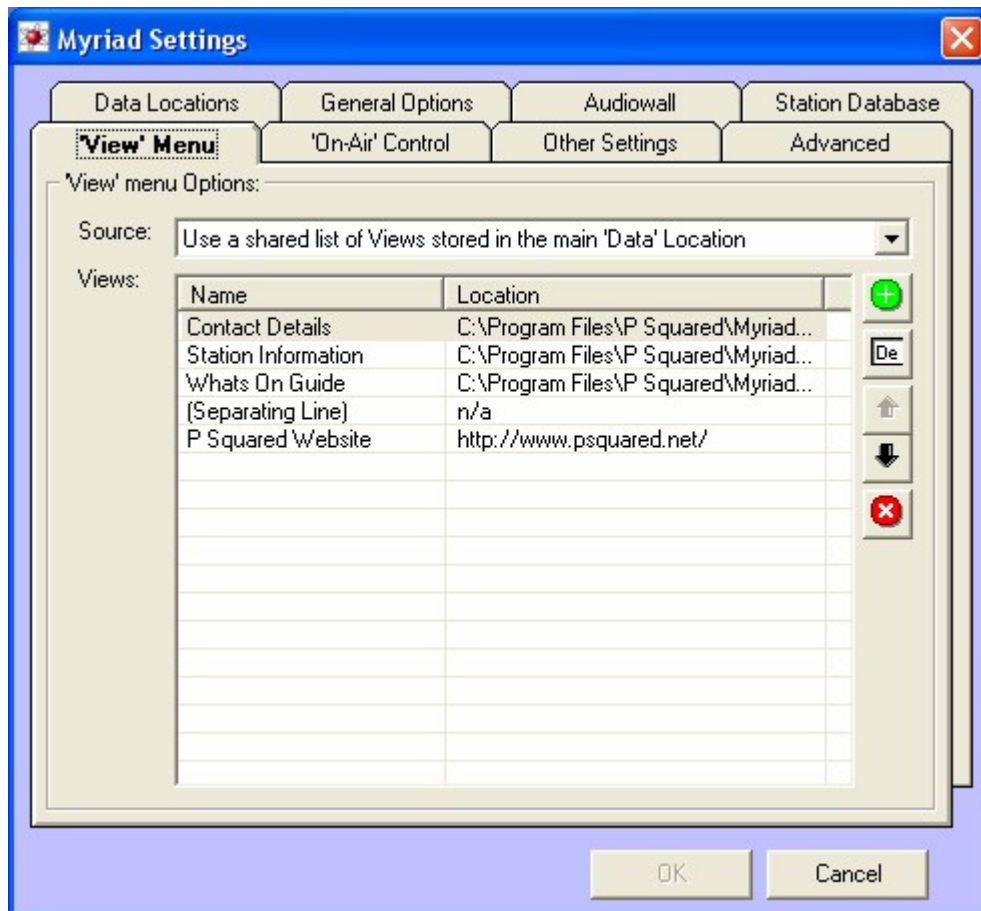 Myriad Settings
Data Locations General Options Audiowall Station Database
'View' Menu 'On-Air' Control Other Settings Advanced
'View' menu Options:
Source: Use a shared list of Views stored in the main 'Data' Location
Views:
Name Location
Contact Details C:\Program Files\P Squared\Myriad...
Station Information C:\Program Files\P Squared\Myriad...
Whats On Guide C:\Program Files\P Squared\Myriad...
(Separating Line) n/a
P Squared Website http://www.psquared.net/
De
OK Cancel